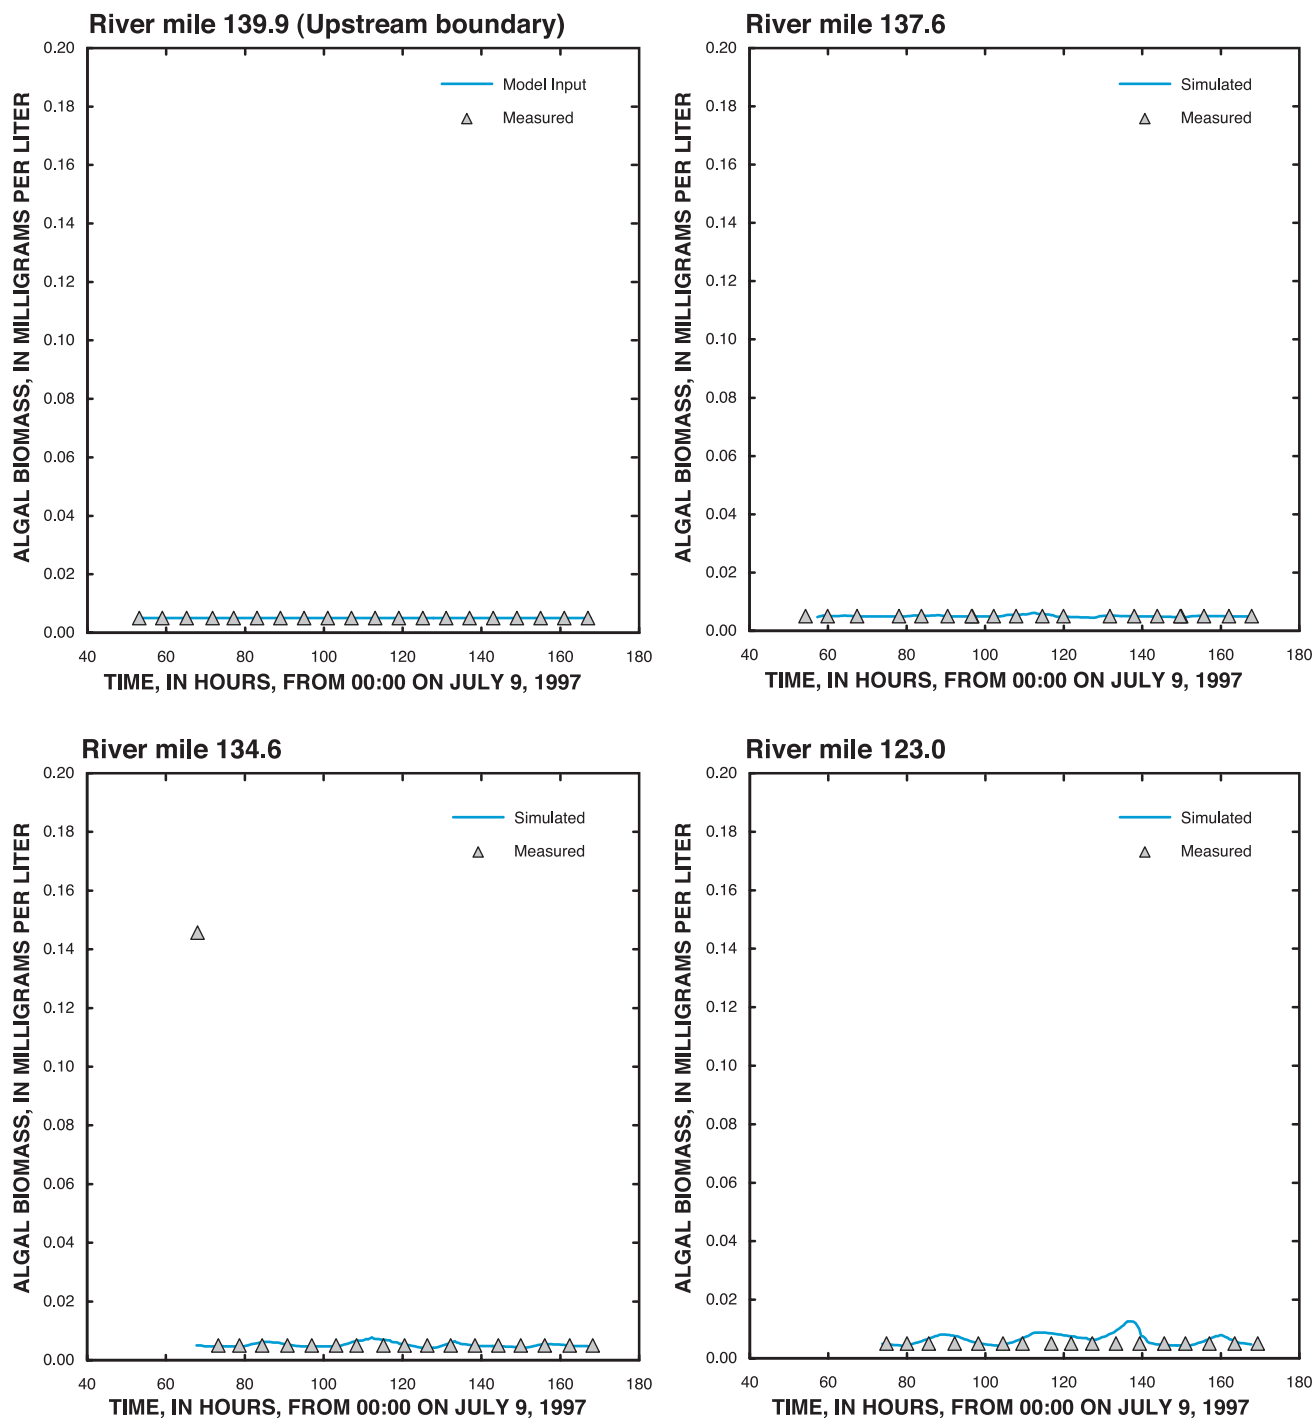 River mile 139.9 (Upstream boundary)
ALGAL BIOMASS, IN MILLIGRAMS PER LITER
0.20
0.18
0.16
0.14
0.12
0.10
0.08
0.06
0.04
0.02
0.00
Model Input
Measured
40 60 80 100 120 140 160 180
TIME, IN HOURS, FROM 00:00 ON JULY 9, 1997
River mile 137.6
ALGAL BIOMASS, IN MILLIGRAMS PER LITER
0.20
0.18
0.16
0.14
0.12
0.10
0.08
0.06
0.04
0.02
0.00
Simulated
Measured
40 60 80 100 120 140 160 180
TIME, IN HOURS, FROM 00:00 ON JULY 9, 1997
River mile 134.6
ALGAL BIOMASS, IN MILLIGRAMS PER LITER
0.20
0.18
0.16
0.14
0.12
0.10
0.08
0.06
0.04
0.02
0.00
Simulated
Measured
40 60 80 100 120 140 160 180
TIME, IN HOURS, FROM 00:00 ON JULY 9, 1997
River mile 123.0
ALGAL BIOMASS, IN MILLIGRAMS PER LITER
0.20
0.18
0.16
0.14
0.12
0.10
0.08
0.06
0.04
0.02
0.00
Simulated
Measured
40 60 80 100 120 140 160 180
TIME, IN HOURS, FROM 00:00 ON JULY 9, 1997